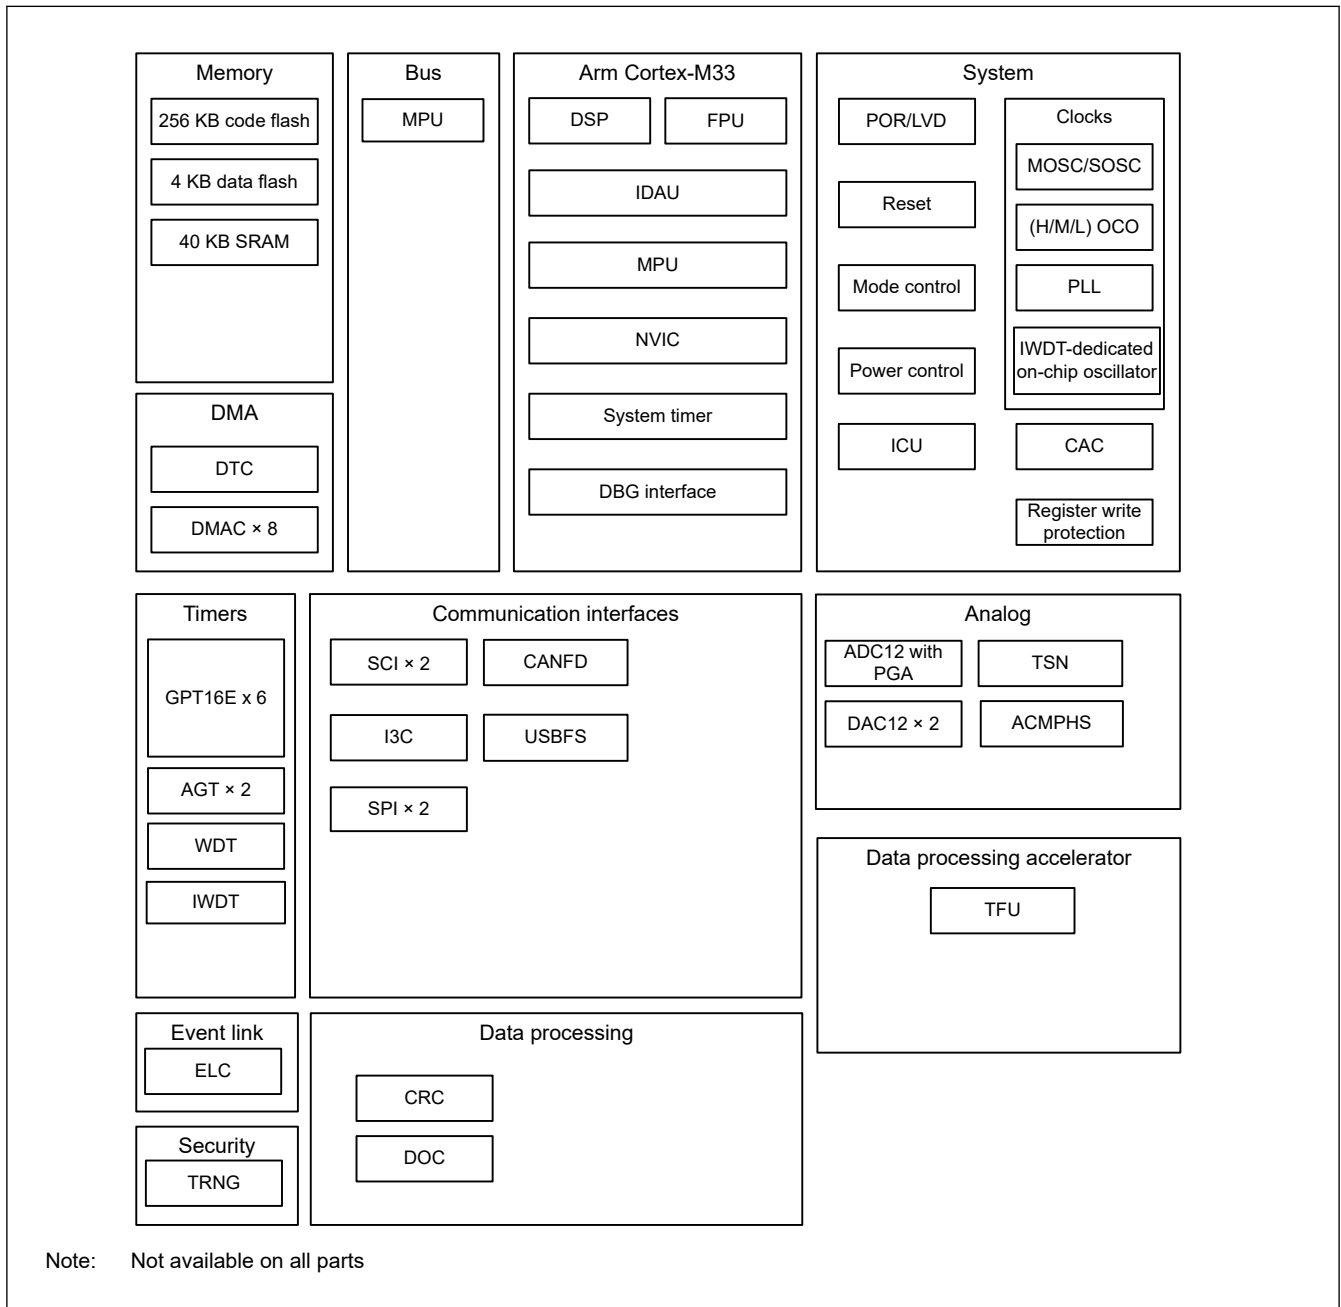 Memory
256 KB code flash
4 KB data flash
40 KB SRAM
DMA
DTC
DMAC × 8
Bus
MPU
Arm Cortex-M33
DSP
FPU
IDAU
MPU
NVIC
System timer
DBG interface
System
POR/LVD
Reset
Mode control
Power control
ICU
Clocks
MOSC/SOSC
(H/M/L) OCO
PLL
IWDT-dedicated
on-chip oscillator
CAC
Register write
protection
Timers
GPT16E x 6
AGT × 2
WDT
IWDT
Communication interfaces
SCI × 2
CANFD
I3C
USBFS
SPI × 2
Analog
ADC12 with
PGA
TSN
DAC12 × 2
ACMPHS
Data processing accelerator
TFU
Event link
ELC
Security
TRNG
Data processing
CRC
DOC
Note: Not available on all parts